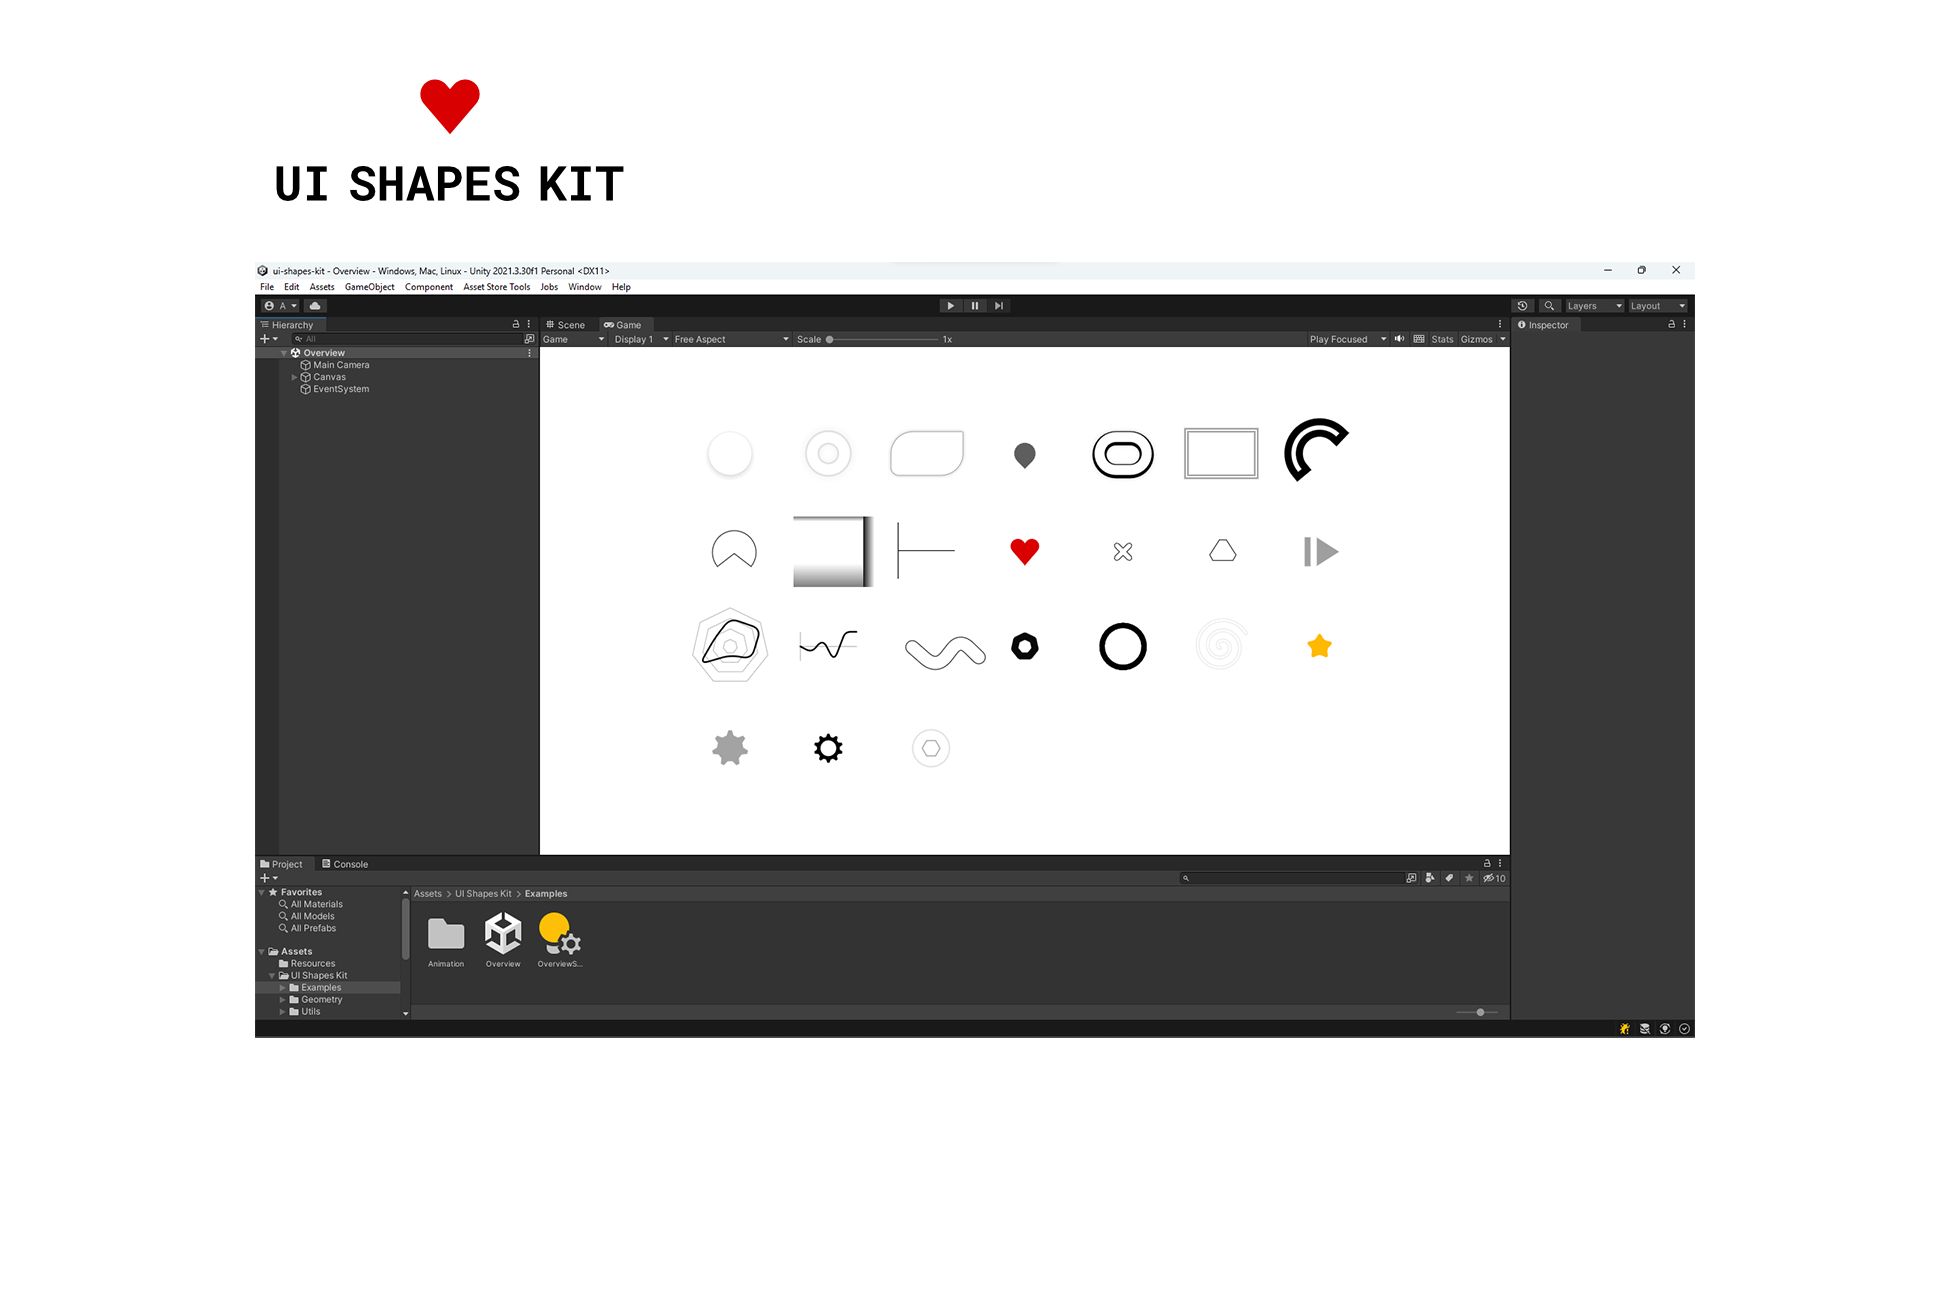 UI SHAPES KIT
ui-shapes-kit - Overview - Windows, Mac, Linux - Unity 2021.3.30f1 Personal <DX11>
File Edit Assets GameObject Component Asset Store Tools Jobs Window Help
A Layers Layout
Hierarchy Scene Game Inspector
All Game Display 1 Free Aspect Scale 1x Play Focused Stats Gizmos
Overview
Main Camera
Canvas
EventSystem
Project Console
10
Favorites
All Materials
All Models
All Prefabs
Assets
Resources
UI Shapes Kit
Examples
Geometry
Utils
Assets > UI Shapes Kit > Examples
Animation Overview OverviewS...